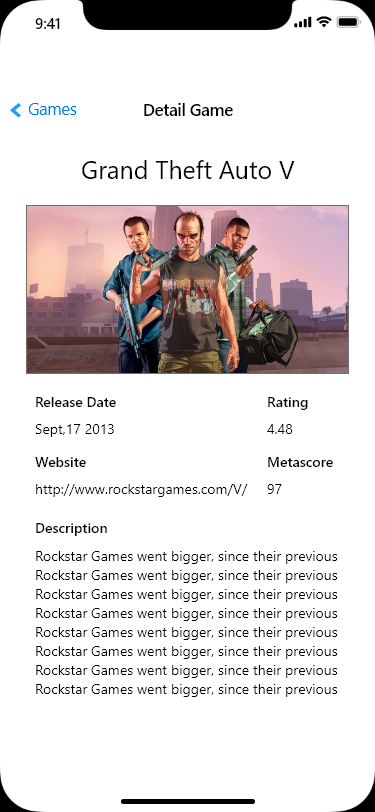 9:41
Games
Detail Game
Grand Theft Auto V
Release Date
Rating
Sept,17 2013
4.48
Website
Metascore
http://www.rockstargames.com/V/
97
Description
Rockstar Games went bigger, since their previous
Rockstar Games went bigger, since their previous
Rockstar Games went bigger, since their previous
Rockstar Games went bigger, since their previous
Rockstar Games went bigger, since their previous
Rockstar Games went bigger, since their previous
Rockstar Games went bigger, since their previous
Rockstar Games went bigger, since their previous